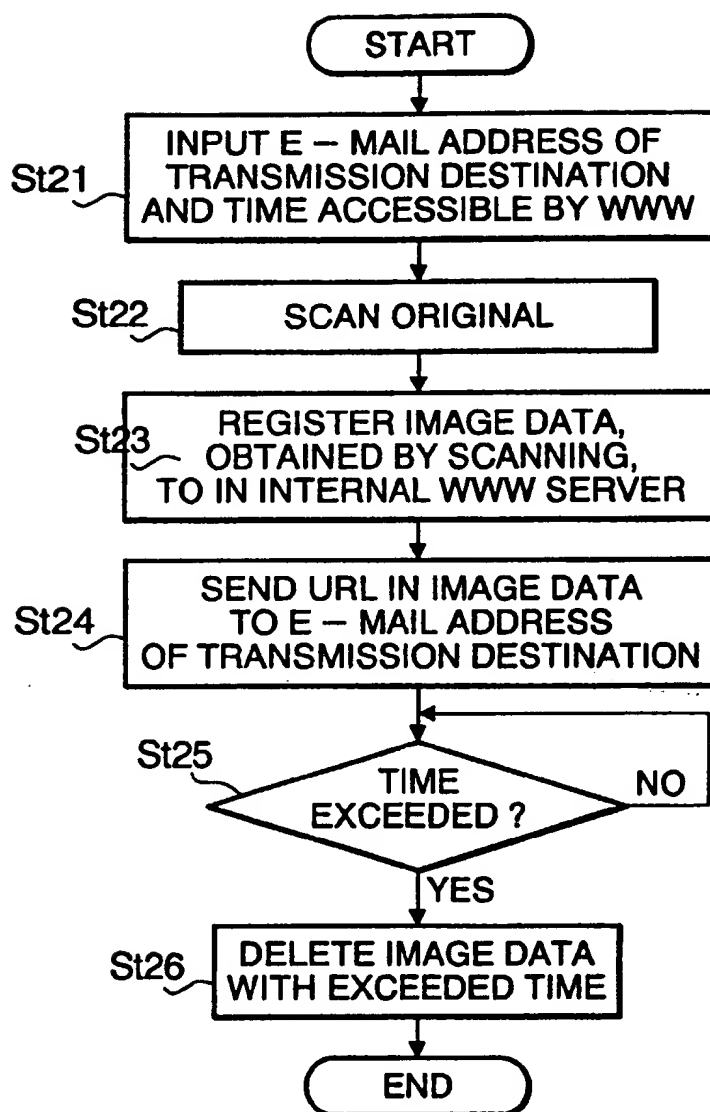 START
St21
INPUT E – MAIL ADDRESS OF
TRANSMISSION DESTINATION
AND TIME ACCESSIBLE BY WWW
St22
SCAN ORIGINAL
St23
REGISTER IMAGE DATA,
OBTAINED BY SCANNING,
TO IN INTERNAL WWW SERVER
St24
SEND URL IN IMAGE DATA
TO E – MAIL ADDRESS
OF TRANSMISSION DESTINATION
St25
TIME
EXCEEDED ?
NO
YES
St26
DELETE IMAGE DATA
WITH EXCEEDED TIME
END